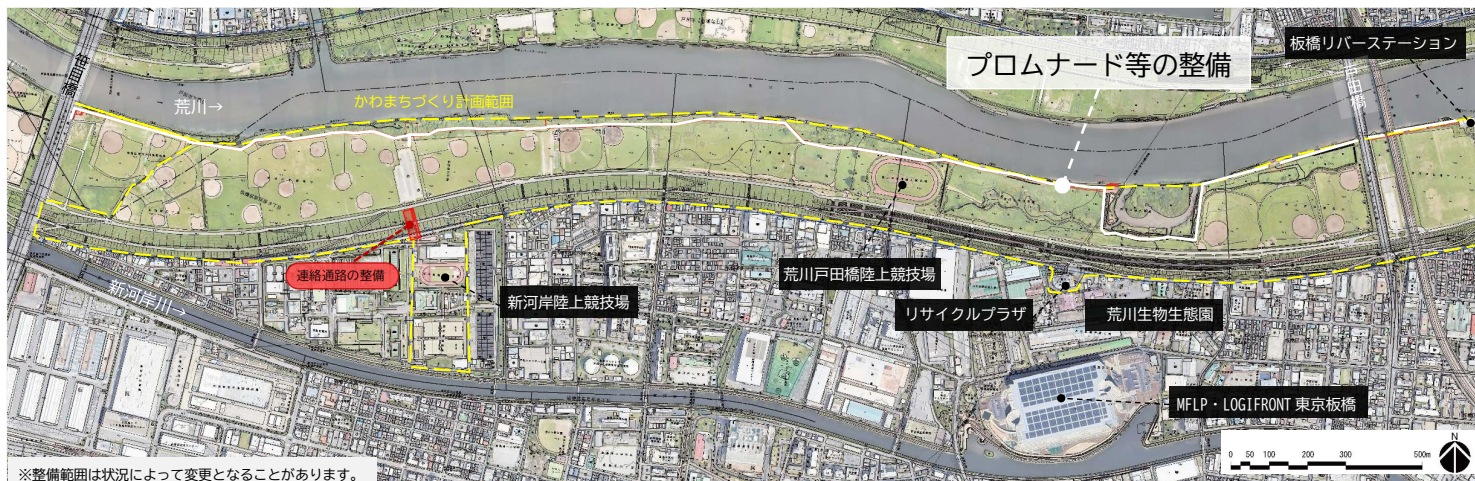 板橋リバーステーション
プロムナード等の整備
笹目橋
戸田橋
荒川→
かわまちづくり計画範囲
連絡通路の整備
荒川戸田橋陸上競技場
新河岸陸上競技場
リサイクルプラザ
荒川生物生態園
新河岸川→
MFLP・LOGIFRONT 東京板橋
N
0 50 100 200 300 500m
※整備範囲は状況によって変更となることがあります。